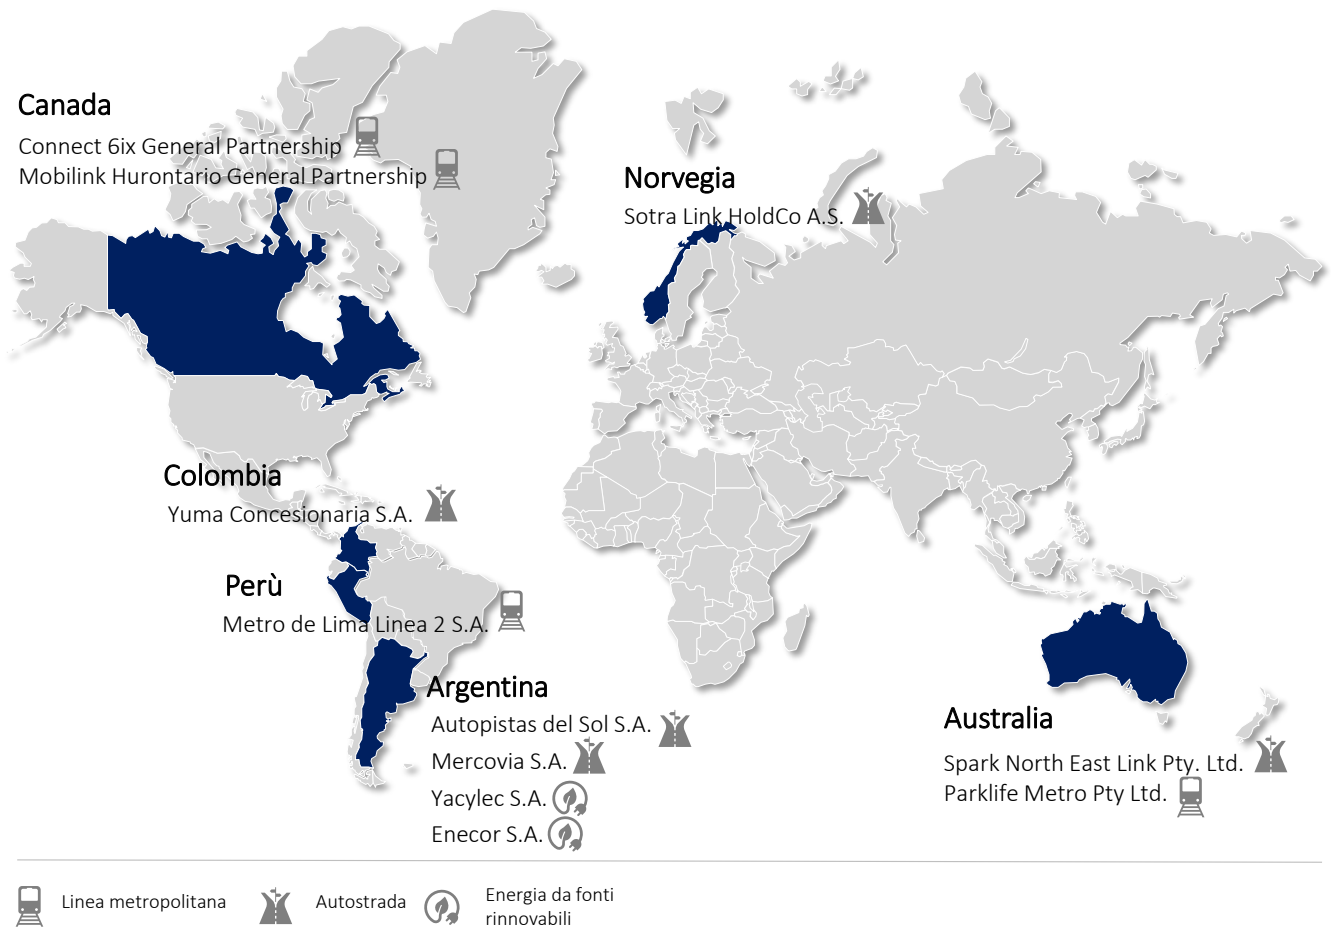 Canada
Connect 6ix General Partnership
Mobilink Hurontario General Partnership
Norvegia
Sotra Link HoldCo A.S.
Colombia
Yuma Concesionaria S.A.
Perù
Metro de Lima Linea 2 S.A.
Argentina
Autopistas del Sol S.A.
Mercovia S.A.
Yacylec S.A.
Enecor S.A.
Australia
Spark North East Link Pty. Ltd.
Parklife Metro Pty Ltd.
Linea metropolitana
Autostrada
Energia da fonti
rinnovabili